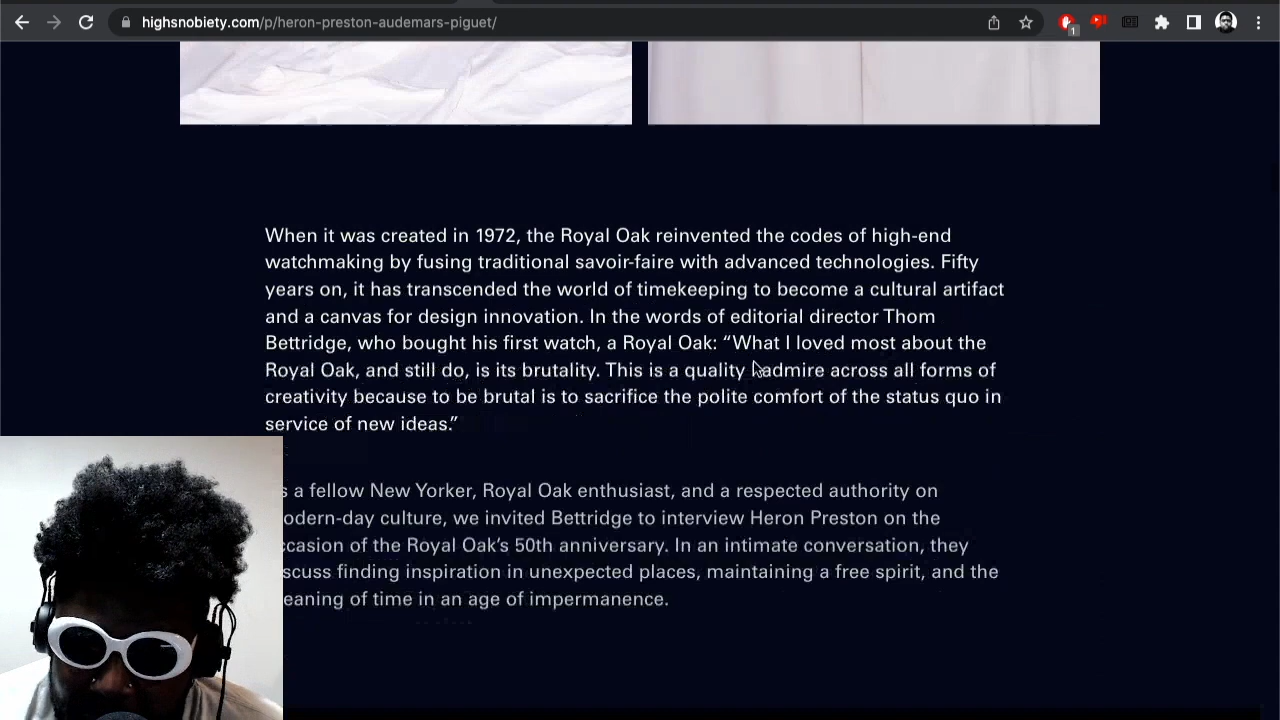 highsnobiety.com/p/heron-preston-audemars-piguet/
1
When it was created in 1972, the Royal Oak reinvented the codes of high-end
watchmaking by fusing traditional savoir-faire with advanced technologies. Fifty
years on, it has transcended the world of timekeeping to become a cultural artifact
and a canvas for design innovation. In the words of editorial director Thom
Bettridge, who bought his first watch, a Royal Oak: “What I loved most about the
Royal Oak, and still do, is its brutality. This is a quality I admire across all forms of
creativity because to be brutal is to sacrifice the polite comfort of the status quo in
service of new ideas.”
s a fellow New Yorker, Royal Oak enthusiast, and a respected authority on
odern-day culture, we invited Bettridge to interview Heron Preston on the
ccasion of the Royal Oak’s 50th anniversary. In an intimate conversation, they
scuss finding inspiration in unexpected places, maintaining a free spirit, and the
eaning of time in an age of impermanence.